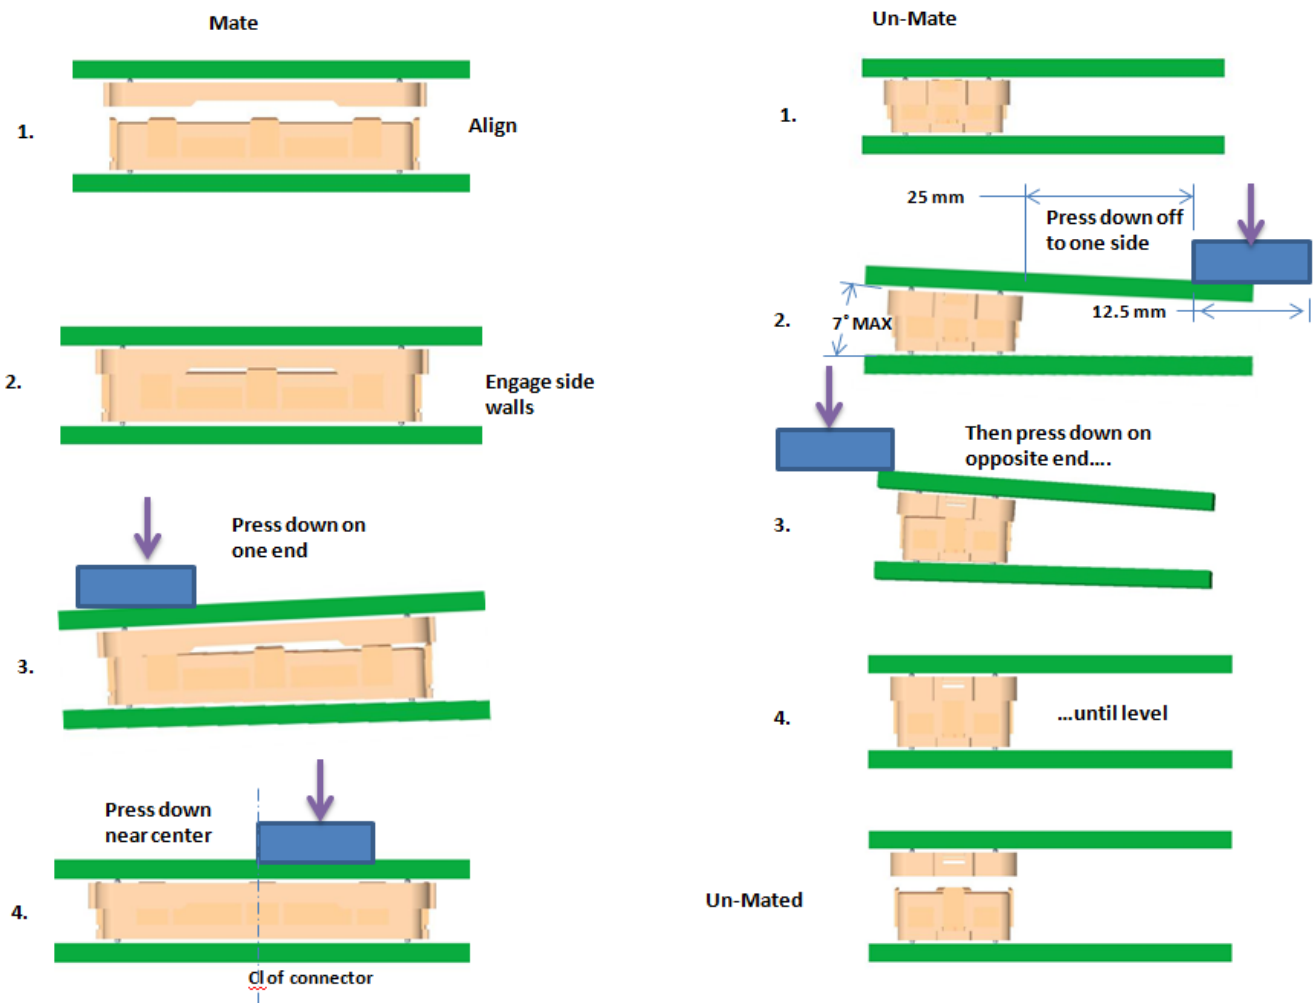 Mate
1.
Align
2.
Engage side
walls
Press down on
one end
3.
Press down
near center
4.
Cl of connector
Un-Mate
1.
25 mm
Press down off
to one side
2.
7° MAX
12.5 mm
Then press down on
opposite end....
3.
4.
...until level
Un-Mated